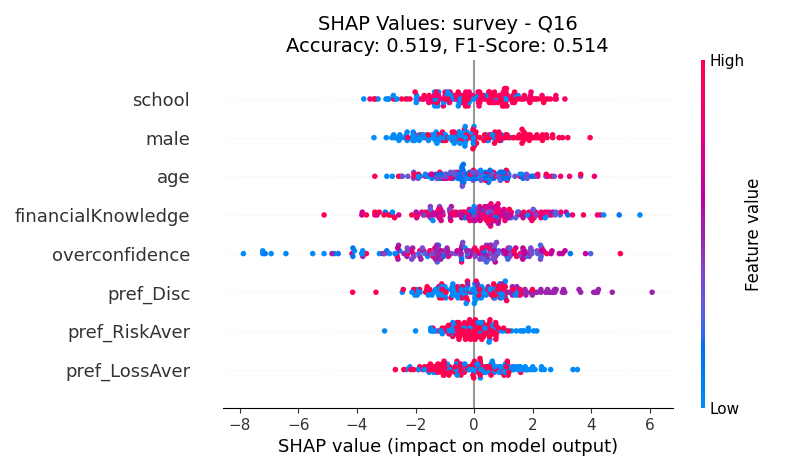 SHAP Values: survey - Q16
Accuracy: 0.519, F1-Score: 0.514
High
school
male
age
financialKnowledge
overconfidence
pref_Disc
pref_RiskAver
pref_LossAver
Feature value
Low
−8 −6 −4 −2 0 2 4 6
SHAP value (impact on model output)